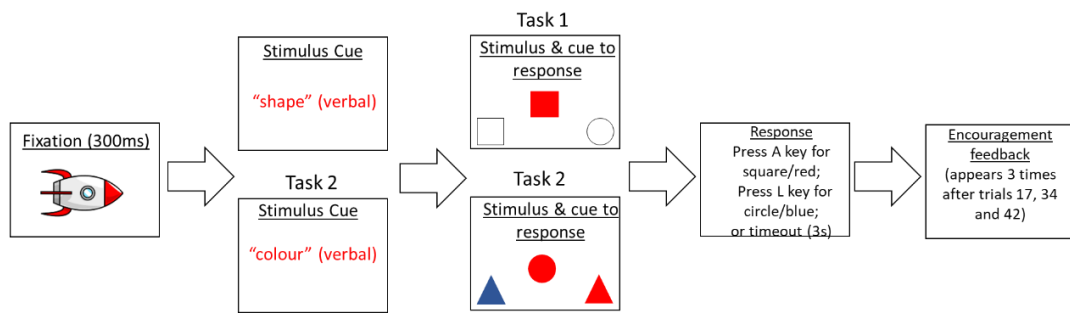 Fixation (300ms)
Stimulus Cue
“shape” (verbal)
Task 2
Stimulus Cue
“colour” (verbal)
Task 1
Stimulus & cue to
response
Task 2
Stimulus & cue to
response
Response
Press A key for
square/red;
Press L key for
circle/blue;
or timeout (3s)
Encouragement
feedback
(appears 3 times
after trials 17, 34
and 42)